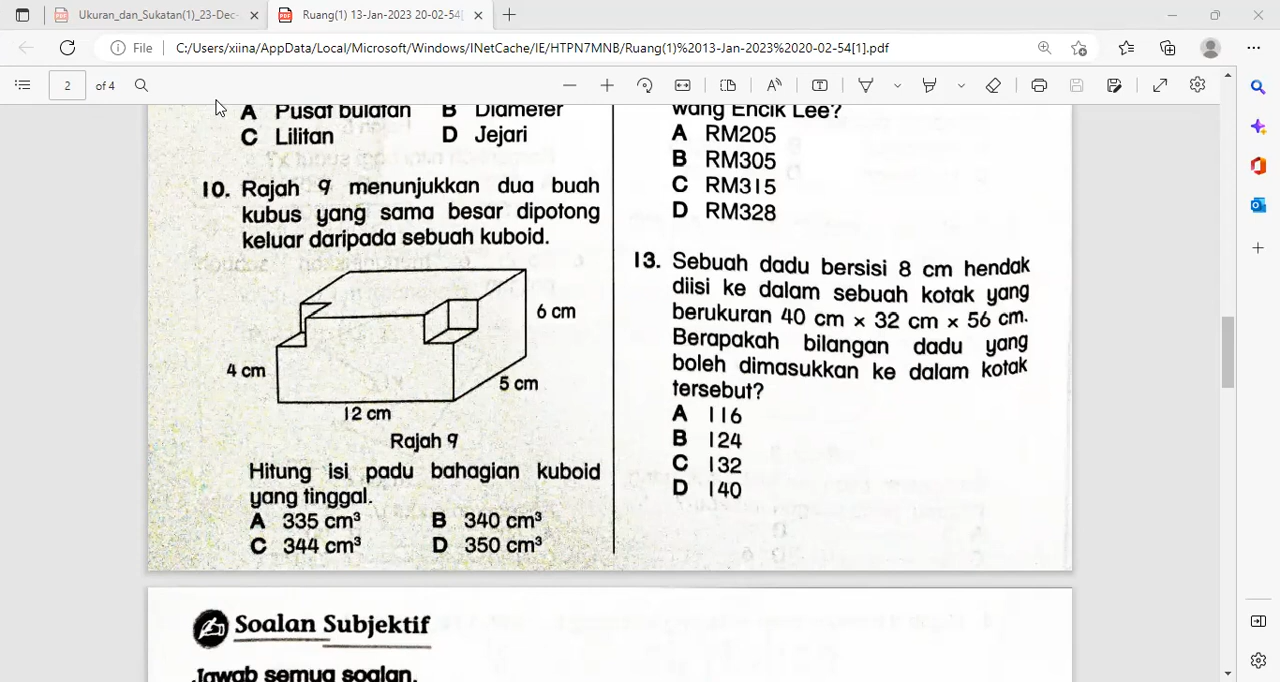 Ukuran_dan_Sukatan(1)_23-Dec-
Ruang(1) 13-Jan-2023 20-02-54[
File
C:/Users/xiina/AppData/Local/Microsoft/Windows/INetCache/IE/HTPN7MNB/Ruang(1)%2013-Jan-2023%2020-02-54[1].pdf
2 of 4
A Pusat bulatan B Diameter
C Lilitan D Jejari
10. Rajah 9 menunjukkan dua buah
kubus yang sama besar dipotong
keluar daripada sebuah kuboid.
6 cm
4 cm
5 cm
12 cm
Rajah 9
Hitung isi padu bahagian kuboid
yang tinggal.
A 335 cm³ B 340 cm³
C 344 cm³ D 350 cm³
wang Encik Lee?
A RM205
B RM305
C RM315
D RM328
13. Sebuah dadu bersisi 8 cm hendak
diisi ke dalam sebuah kotak yang
berukuran 40 cm × 32 cm × 56 cm.
Berapakah bilangan dadu yang
boleh dimasukkan ke dalam kotak
tersebut?
A 116
B 124
C 132
D 140
Soalan Subjektif
Jawab semua soalan.